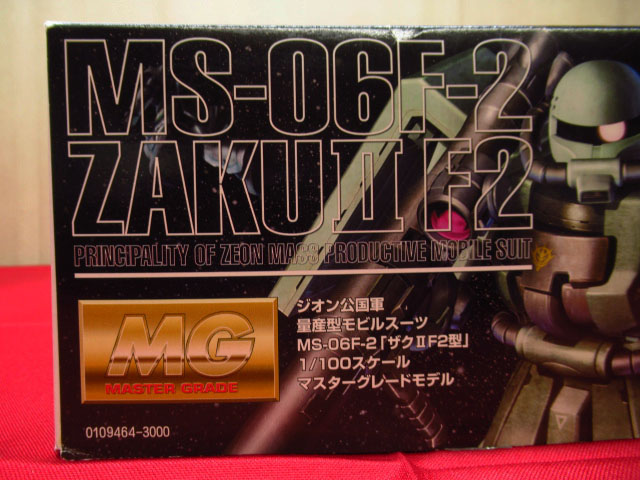 MS-06F-2
ZAKUⅡ F2
PRINCIPALITY OF ZEON MASS PRODUCTIVE MOBILE SUIT
MG
MASTER GRADE
ジオン公国軍
量産型モビルスーツ
MS-06F-2「ザクⅡF2型」
1/100スケール
マスターグレードモデル
0109464-3000